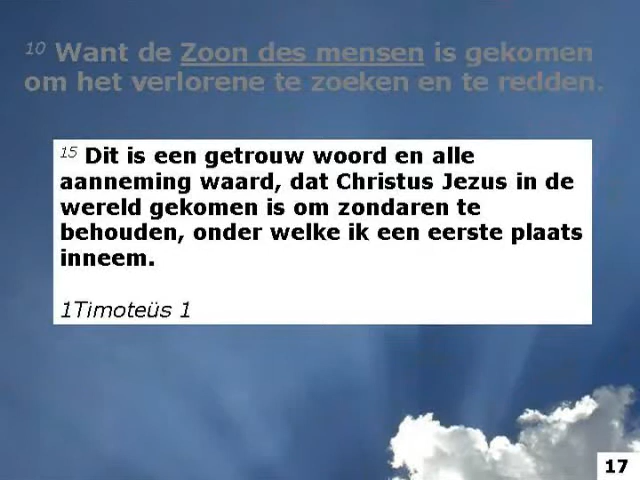 10 Want de Zoon des mensen is gekomen
om het verlorene te zoeken en te redden.
15 Dit is een getrouw woord en alle
aanneming waard, dat Christus Jezus in de
wereld gekomen is om zondaren te
behouden, onder welke ik een eerste plaats
inneem.
1Timoteüs 1
17